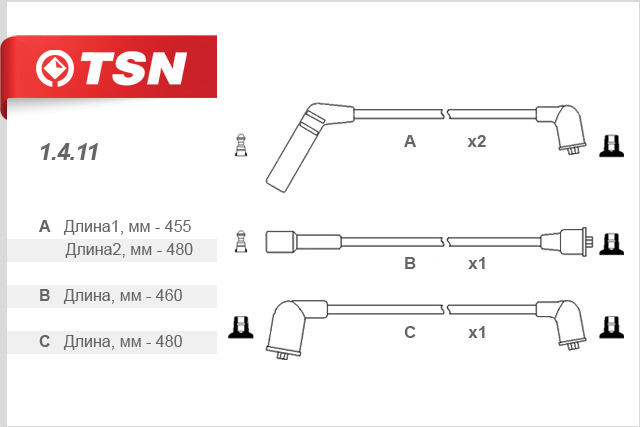 TSN
1.4.11
A Длина1, мм - 455
Длина2, мм - 480
B Длина, мм - 460
C Длина, мм - 480
A x2
B x1
C x1